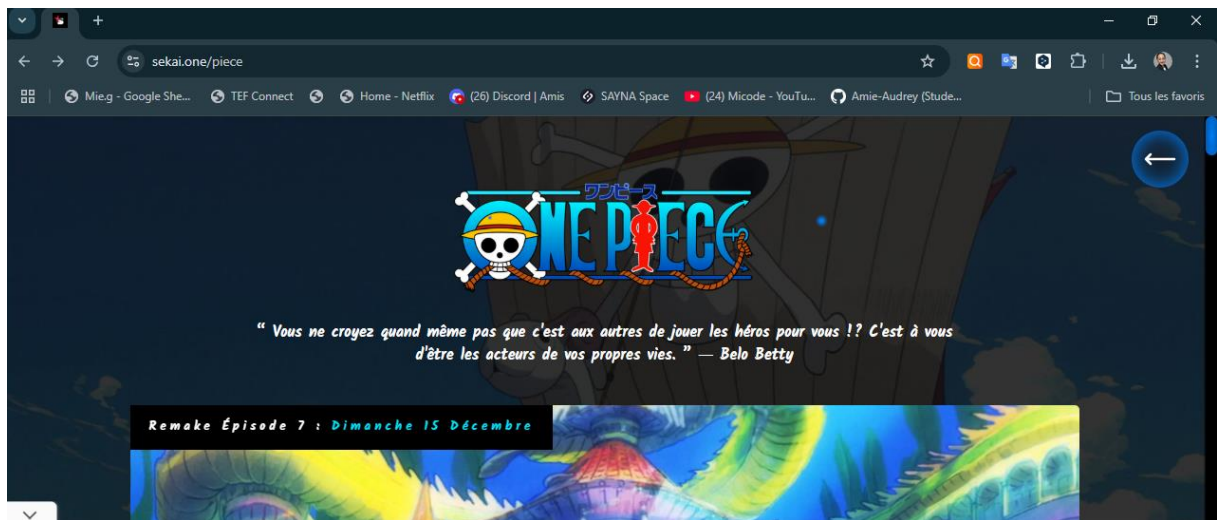 sekai.one/piece
Mie.g - Google She...
TEF Connect
Home - Netflix
(26) Discord | Amis
SAYNA Space
(24) Micode - YouTu...
Amie-Audrey (Stude...
Tous les favoris
ワンピース
ONE PIECE
“ Vous ne croyez quand même pas que c'est aux autres de jouer les héros pour vous !? C'est à vous
d'être les acteurs de vos propres vies. ” — Belo Betty
Remake Épisode 7 : Dimanche 15 Décembre